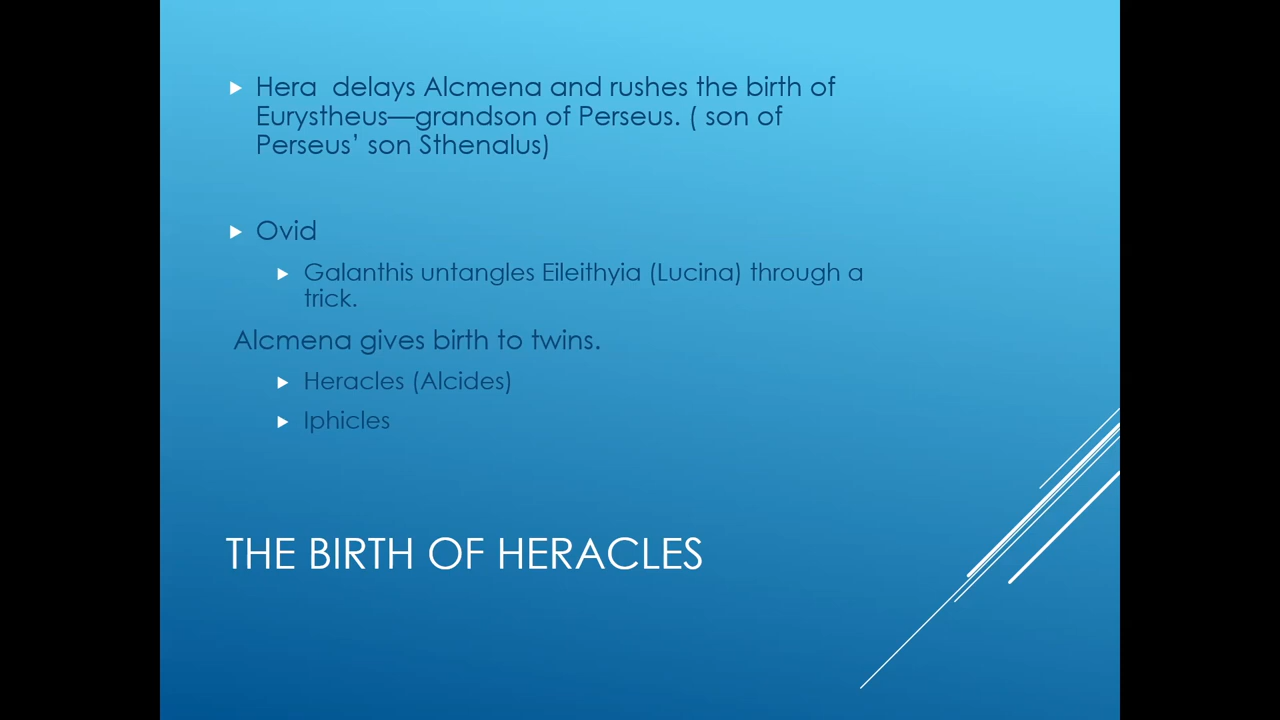 Hera  delays Alcmena and rushes the birth of
Eurystheus—grandson of Perseus. ( son of
Perseus’ son Sthenalus)
Ovid
Galanthis untangles Eileithyia (Lucina) through a
trick.
Alcmena gives birth to twins.
Heracles (Alcides)
Iphicles
THE BIRTH OF HERACLES